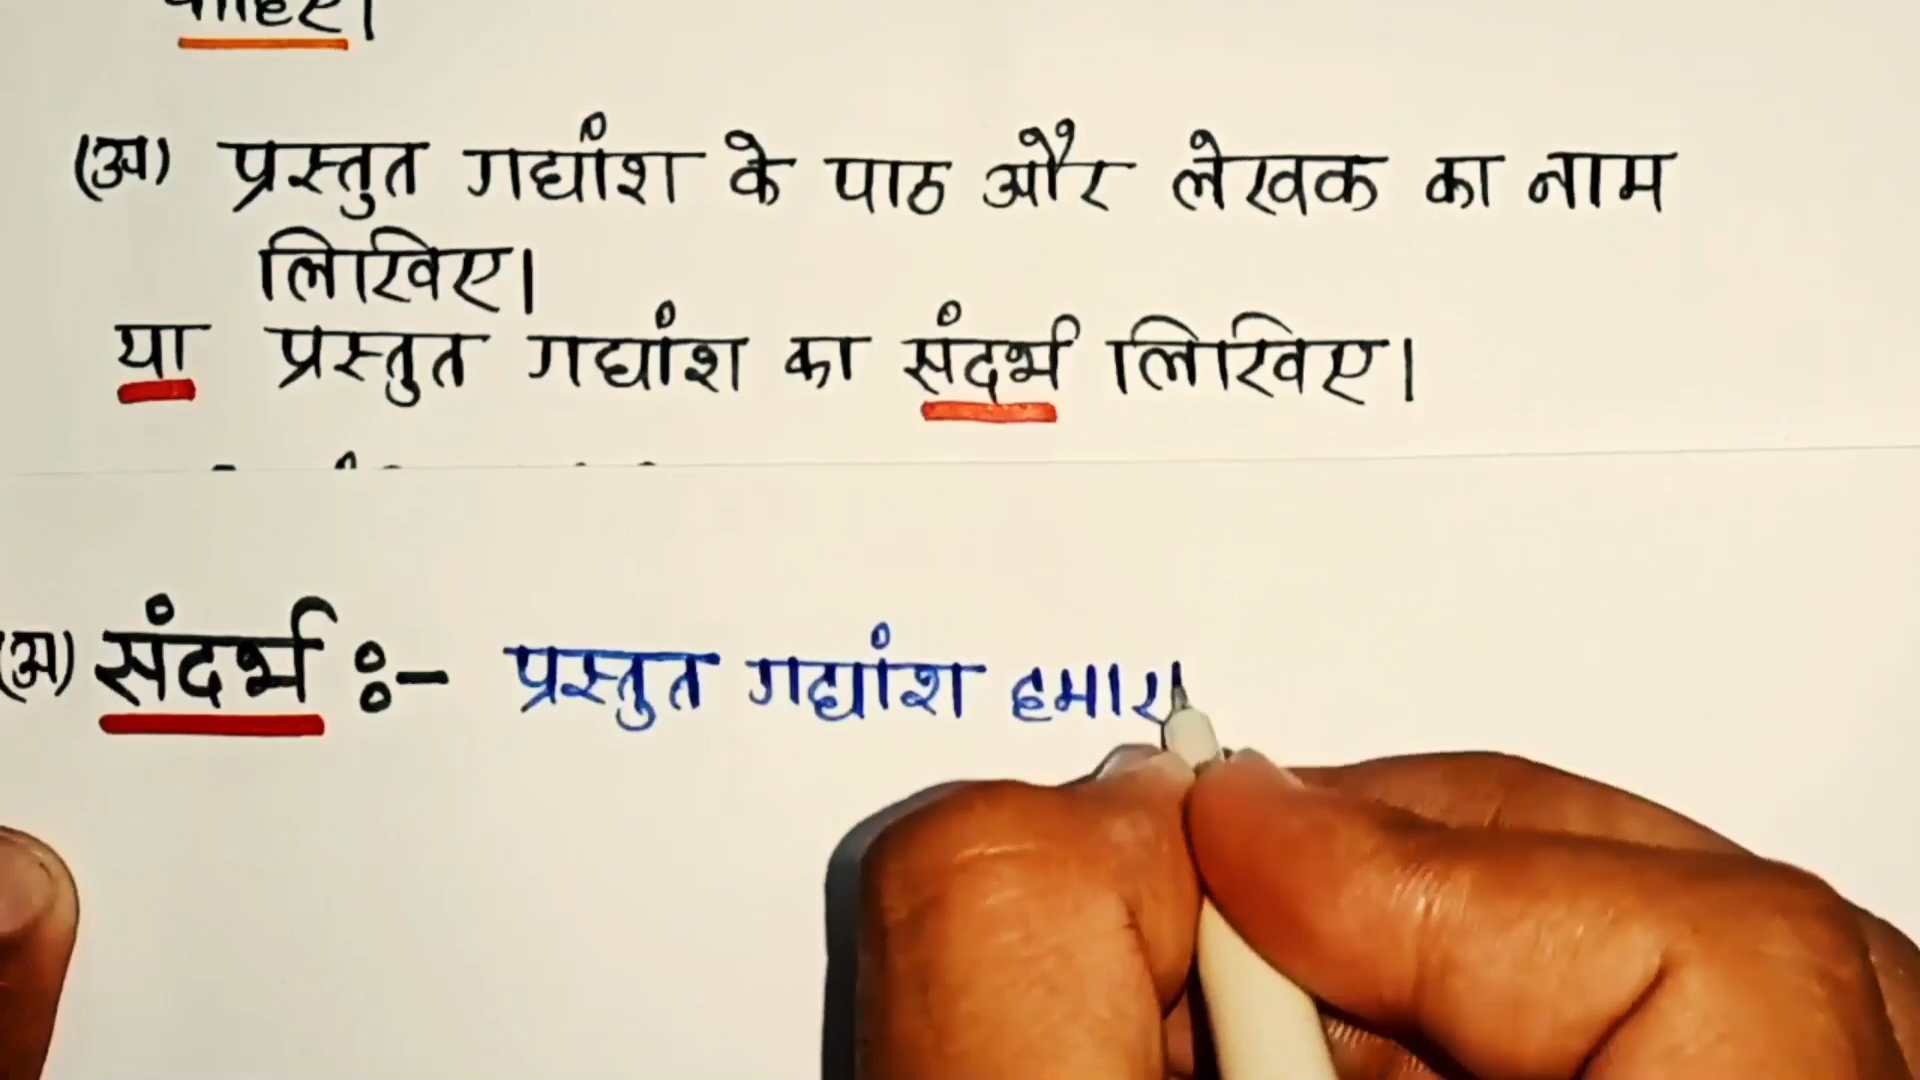 चाहिए।
(अ) प्रस्तुत गद्यांश के पाठ और लेखक का नाम
लिखिए।
या प्रस्तुत गद्यांश का संदर्भ लिखिए।
(अ) संदर्भ :- प्रस्तुत गद्यांश हमार